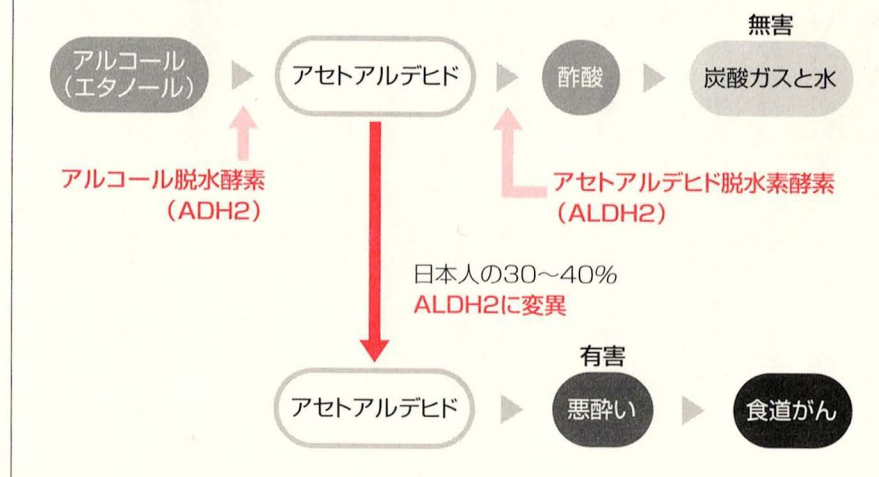 無害
アルコール
（エタノール）
アセトアルデヒド
酢酸
炭酸ガスと水
アルコール脱水酵素
（ADH2）
アセトアルデヒド脱水素酵素
（ALDH2）
日本人の30〜40%
ALDH2に変異
有害
アセトアルデヒド
悪酔い
食道がん